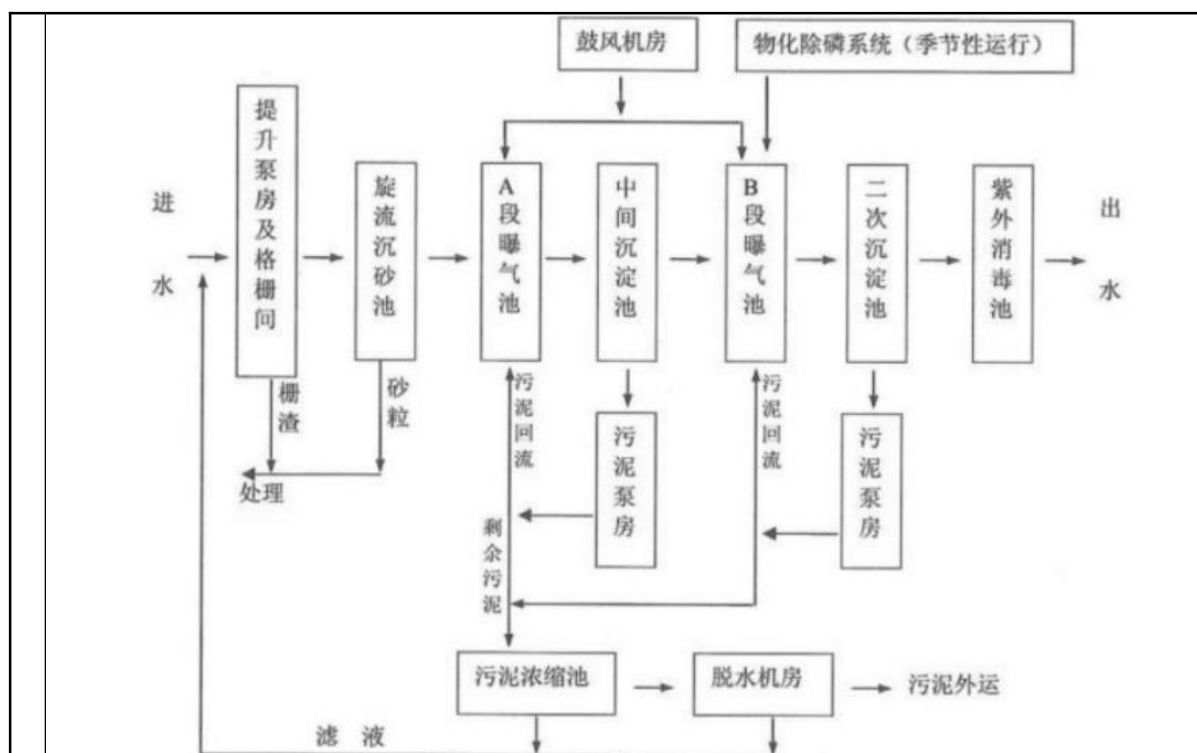 鼓风机房
物化除磷系统（季节性运行）
进水
提升泵房及格栅间
旋流沉砂池
A段曝气池
中间沉淀池
B段曝气池
二次沉淀池
紫外消毒池
出水
栅渣
砂粒
处理
污泥回流
污泥泵房
污泥回流
污泥泵房
剩余污泥
污泥浓缩池
脱水机房
污泥外运
滤 液